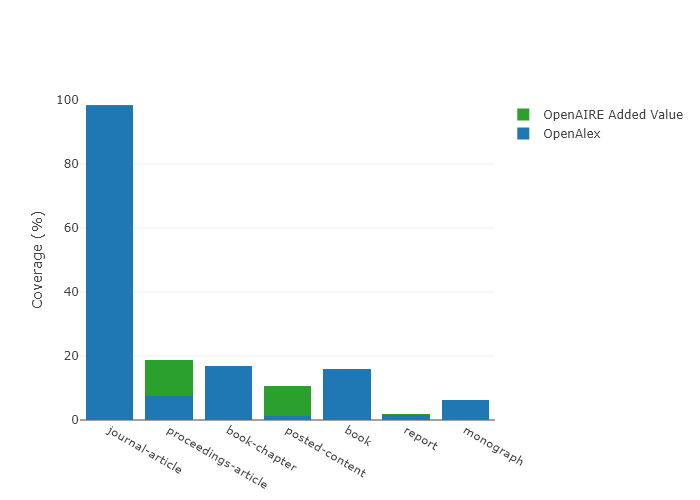 OpenAIRE Added Value
OpenAlex
Coverage (%)
100
80
60
40
20
0
journal-article
proceedings-article
book-chapter
posted-content
book
report
monograph